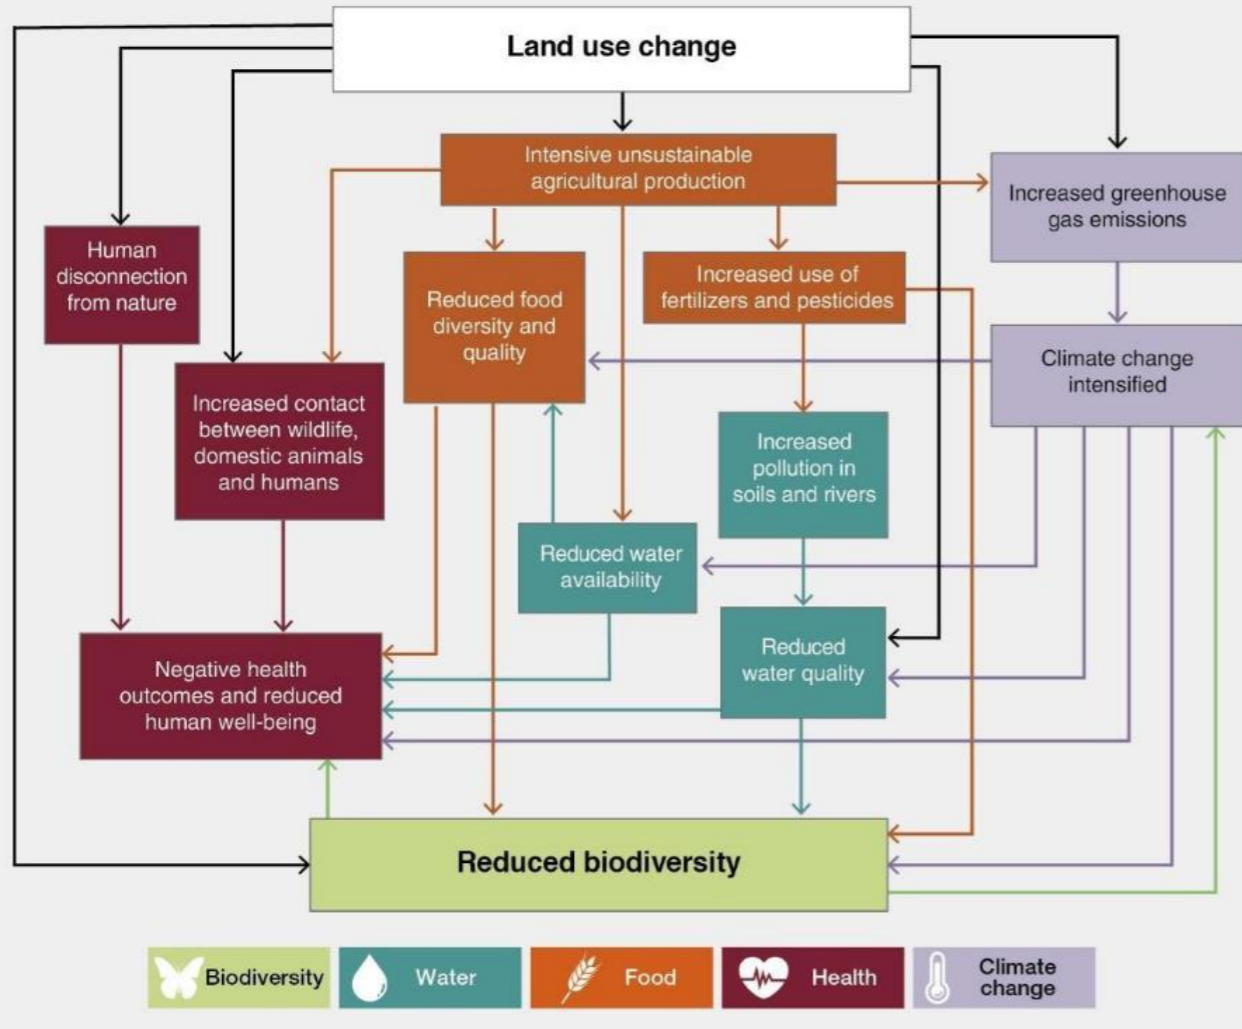 Land use change
Intensive unsustainable
agricultural production
Increased greenhouse
gas emissions
Human
disconnection
from nature
Reduced food
diversity and
quality
Increased use of
fertilizers and pesticides
Climate change
intensified
Increased contact
between wildlife,
domestic animals
and humans
Increased
pollution in
soils and rivers
Reduced water
availability
Reduced
water quality
Negative health
outcomes and reduced
human well-being
Reduced biodiversity
Biodiversity
Water
Food
Health
Climate
change